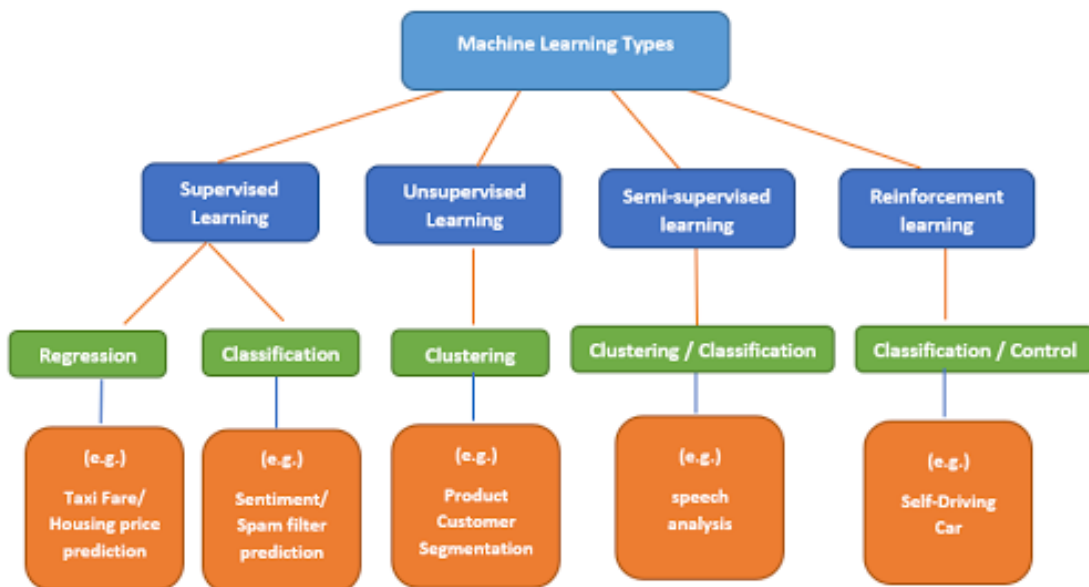 Machine Learning Types
Supervised
Learning
Unsupervised
Learning
Semi-supervised
learning
Reinforcement
learning
Regression
Classification
Clustering
Clustering / Classification
Classification / Control
(e.g.)
Taxi Fare/
Housing price
prediction
(e.g.)
Sentiment/
Spam filter
prediction
(e.g.)
Product
Customer
Segmentation
(e.g.)
speech
analysis
(e.g.)
Self-Driving
Car